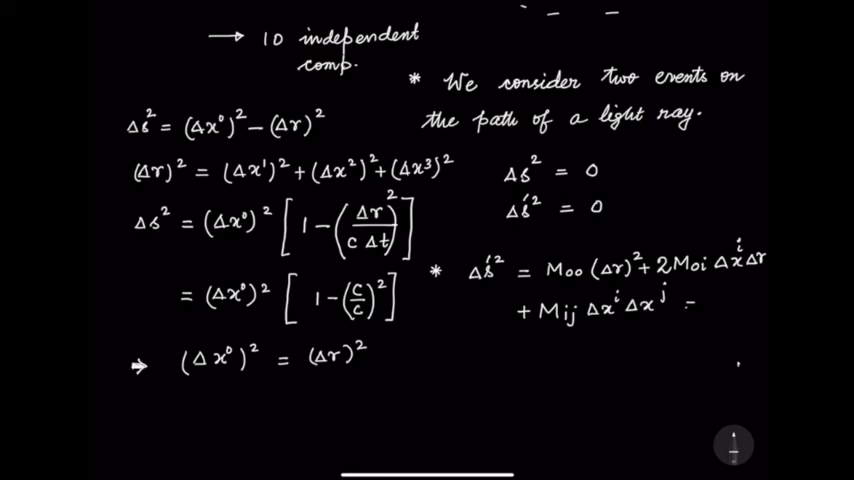 → 10 independent
comp.
Δs² = (Δx⁰)² − (Δr)²
(Δr)² = (Δx¹)² + (Δx²)² + (Δx³)²
Δs² = (Δx⁰)² [1 − (Δr/cΔt)²]
= (Δx⁰)² [1 − (c/c)²]
⇒ (Δx⁰)² = (Δr)²
* We consider two events on
the path of a light ray.
Δs² = 0
Δs'² = 0
* Δs'² = M₀₀ (Δr)² + 2M₀ᵢ Δxⁱ Δr
+ Mᵢⱼ Δxⁱ Δxʲ =